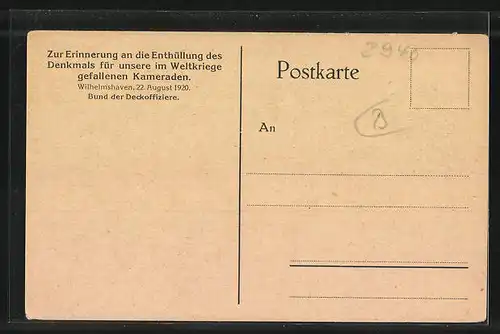 Zur Erinnerung an die Enthüllung des
Denkmals für unsere im Weltkriege
gefallenen Kameraden.
Wilhelmshaven, 22. August 1920.
Bund der Deckoffiziere.
Postkarte
An
B